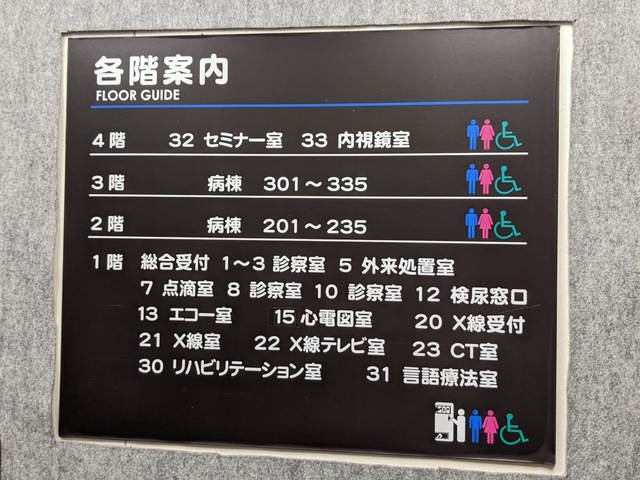 各階案内
FLOOR GUIDE
4階 32 セミナー室 33 内視鏡室
3階 病棟 301～335
2階 病棟 201～235
1階 総合受付 1～3 診察室 5 外来処置室
7 点滴室 8 診察室 10 診察室 12 検尿窓口
13 エコー室 15 心電図室 20 X線受付
21 X線室 22 X線テレビ室 23 CT室
30 リハビリテーション室 31 言語療法室